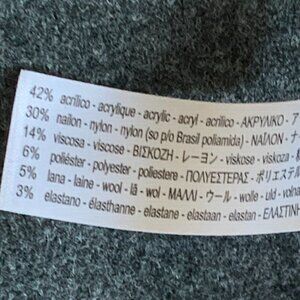 42% acrílico - acrylique - acrylic - acryl - acrilico - ΑΚΡΥΛΙΚΟ - ア
30% nailon - nylon - nylon (so p/o Brasil poliamida) - ΝΑΪΛΟΝ - ナ
14% viscosa - viscose - ΒΙΣΚΟΖΗ - レーヨン - viskose - viskoza -
6% poliéster - polyester - poliestere - ΠΟΛΥΕΣΤΕΡΑΣ - ポリエステル
5% lana - laine - wool - lã - wol - ΜΑΛΛΙ - ウール - wolle - uld -
3% elastano - élasthanne - elastane - elastaan - elastan - ΕΛΑΣΤΙΝΗ